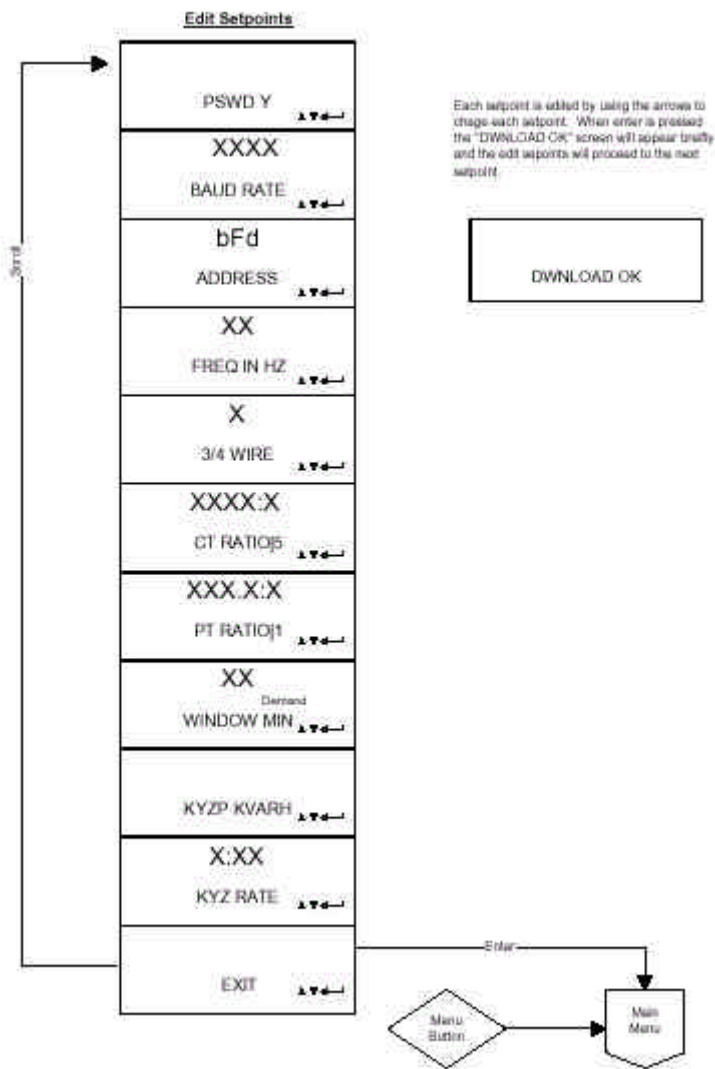 Edit Setpoints
PSWD Y
XXXX
BAUD RATE
bFd
ADDRESS
XX
FREQ IN HZ
X
3/4 WIRE
XXXX:X
CT RATIO|5
XXX.X:X
PT RATIO|1
XX
Demand
WINDOW MIN
KYZP KVARH
X:XX
KYZ RATE
EXIT
Scroll
Each setpoint is edited by using the arrows to
chage each setpoint. When enter is pressed
the "DWNLOAD OK" screen will appear briefly
and the edit sepoints will proceed to the next
setpoint.
DWNLOAD OK
Enter
Menu
Button
Main
Menu